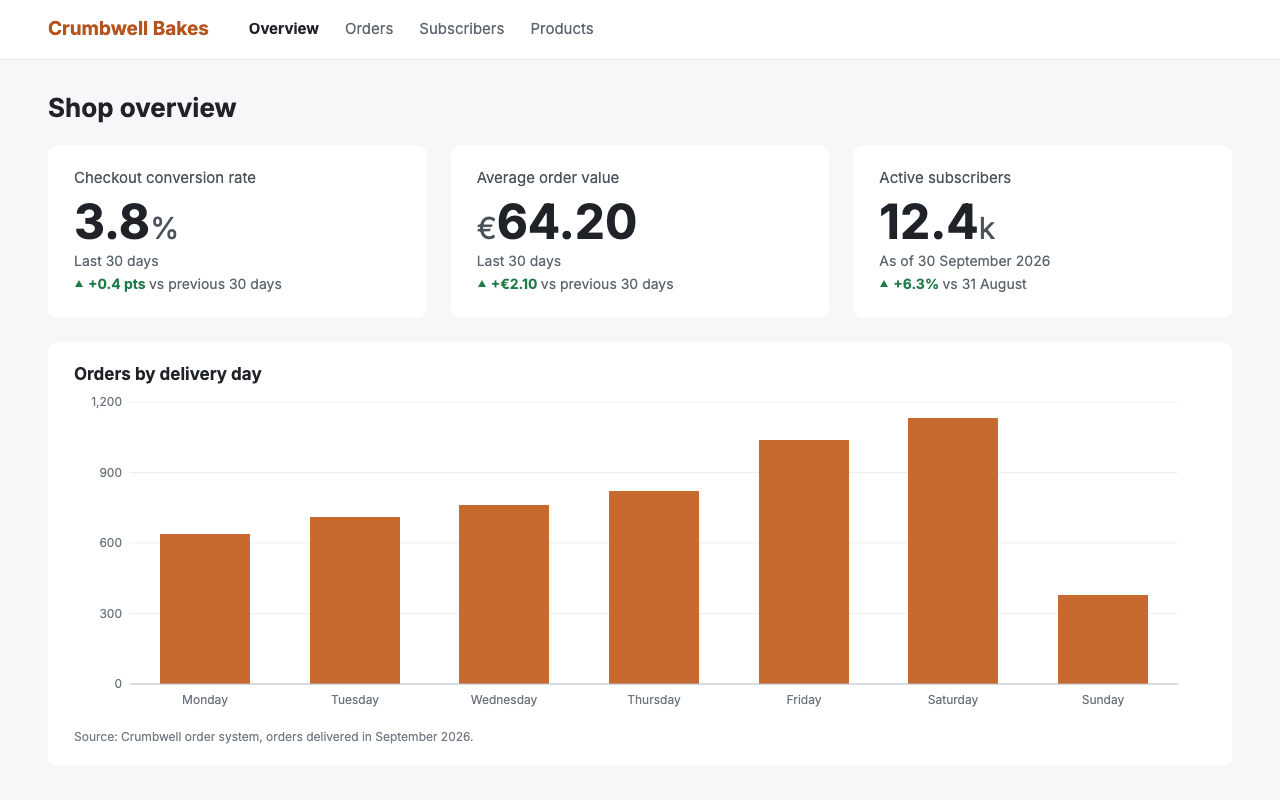 Crumbwell Bakes Overview Orders Subscribers Products
Shop overview
Checkout conversion rate
3.8%
Last 30 days
▲ +0.4 pts vs previous 30 days
Average order value
€64.20
Last 30 days
▲ +€2.10 vs previous 30 days
Active subscribers
12.4k
As of 30 September 2026
▲ +6.3% vs 31 August
Orders by delivery day
1,200
900
600
300
0
Monday Tuesday Wednesday Thursday Friday Saturday Sunday
Source: Crumbwell order system, orders delivered in September 2026.